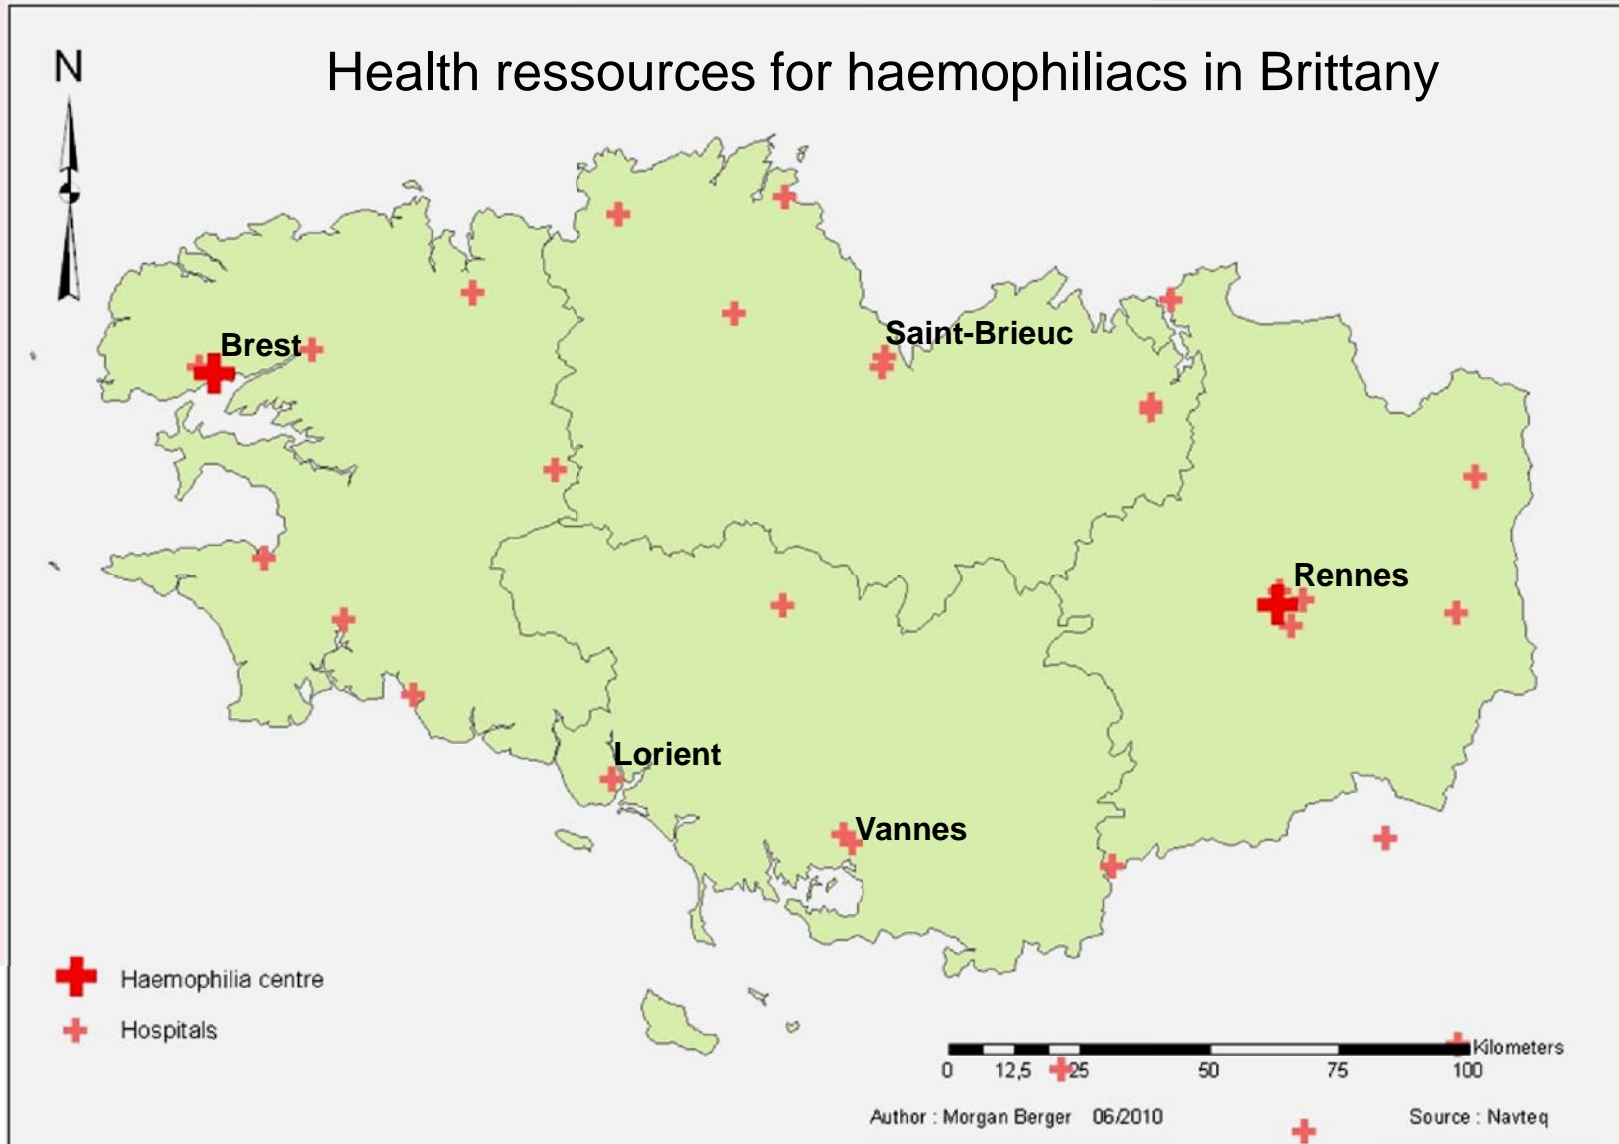 Health ressources for haemophiliacs in Brittany
N
Brest
Saint-Brieuc
Rennes
Lorient
Vannes
Haemophilia centre
Hospitals
Kilometers
0 12,5 25 50 75 100
Author : Morgan Berger 06/2010 Source : Navteq